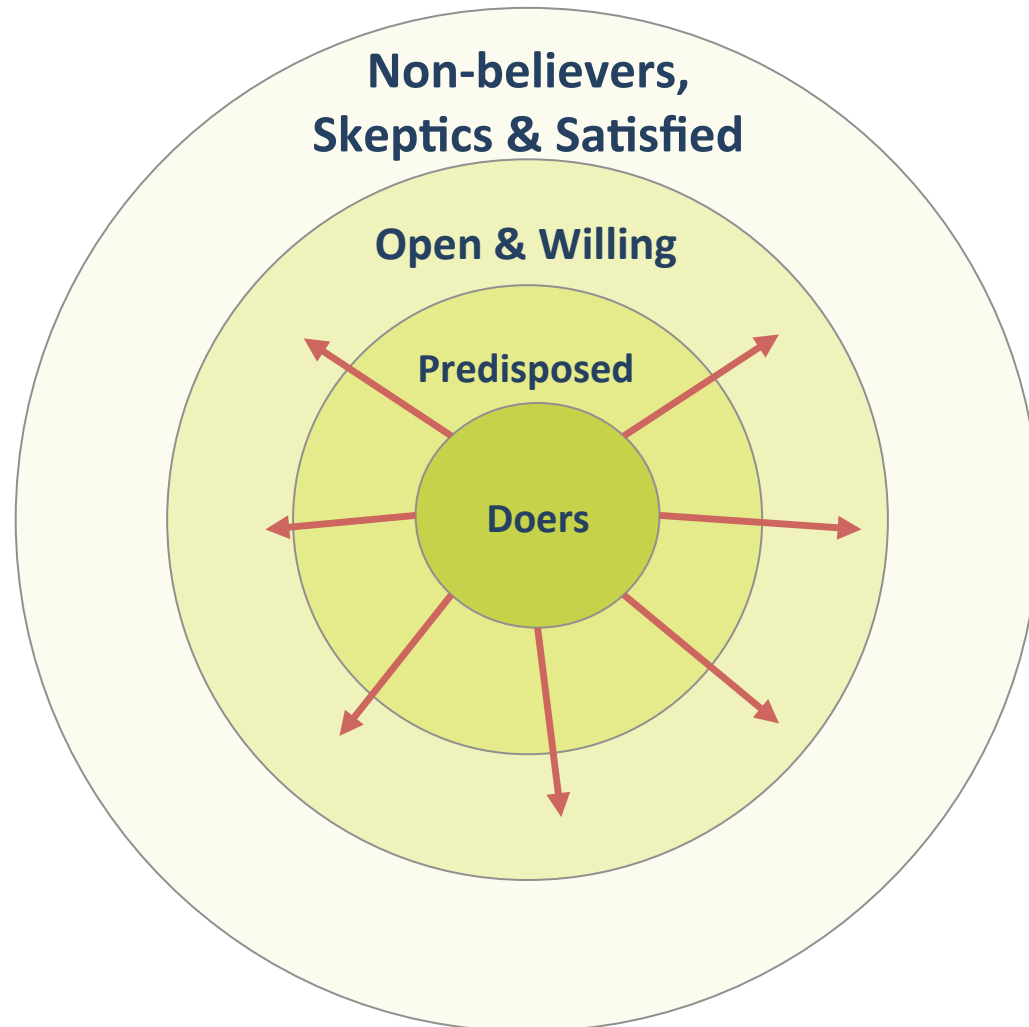 Non-believers,
Skeptics & Satisfied
Open & Willing
Predisposed
Doers